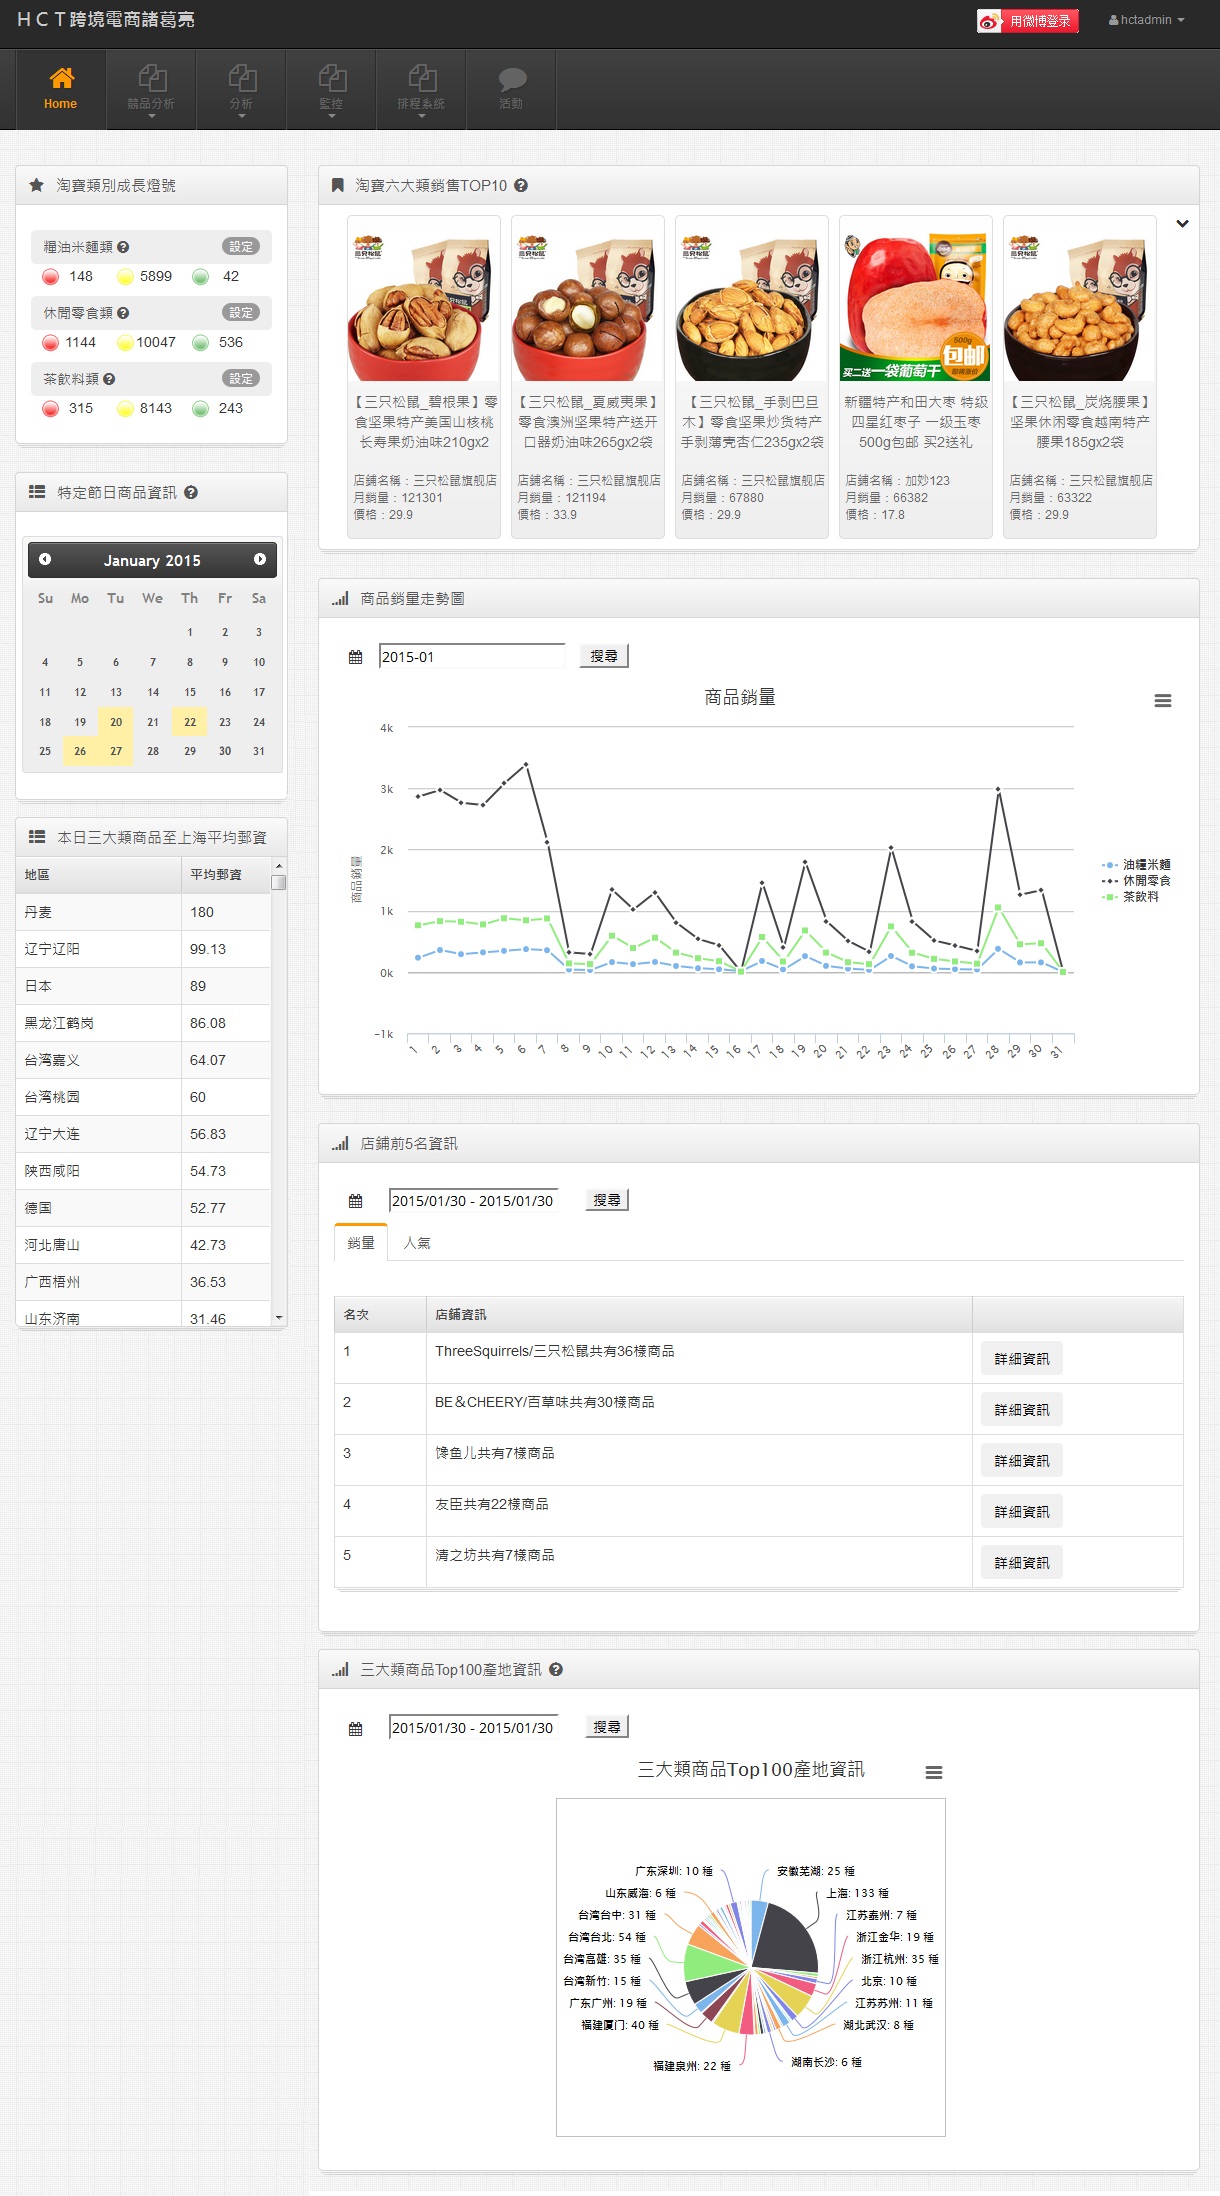 HCT跨境電商諸葛亮
用微博登录
hctadmin
Home
競品分析
分析
監控
排程系統
活動
淘寶類別成長燈號
糧油米麵類
設定
148 5899 42
休閒零食類
設定
1144 10047 536
茶飲料類
設定
315 8143 243
特定節日商品資訊
January 2015
Su Mo Tu We Th Fr Sa
1 2 3
4 5 6 7 8 9 10
11 12 13 14 15 16 17
18 19 20 21 22 23 24
25 26 27 28 29 30 31
本日三大類商品至上海平均郵資
地區 平均郵資
丹麦 180
辽宁辽阳 99.13
日本 89
黑龙江鹤岗 86.08
台湾嘉义 64.07
台湾桃园 60
辽宁大连 56.83
陕西咸阳 54.73
德国 52.77
河北唐山 42.73
广西梧州 36.53
山东济南 31.46
淘寶六大類銷售TOP10
【三只松鼠_碧根果】零
食坚果特产美国山核桃
长寿果奶油味210gx2
店鋪名稱：三只松鼠旗舰店
月銷量：121301
價格：29.9
【三只松鼠_夏威夷果】
零食澳洲坚果特产送开
口器奶油味265gx2袋
店鋪名稱：三只松鼠旗舰店
月銷量：121194
價格：33.9
【三只松鼠_手剥巴旦
木】零食坚果炒货特产
手剥薄壳杏仁235gx2袋
店鋪名稱：三只松鼠旗舰店
月銷量：67880
價格：29.9
500g
包邮
买二送一袋葡萄干
新疆特产和田大枣 特级
四星红枣子 一级玉枣
500g包邮 买2送礼
店鋪名稱：加妙123
月銷量：66382
價格：17.8
【三只松鼠_炭烧腰果】
坚果休闲零食越南特产
腰果185gx2袋
店鋪名稱：三只松鼠旗舰店
月銷量：63322
價格：29.9
商品銷量走勢圖
2015-01
搜尋
商品銷量
4k
3k
2k
1k
0k
-1k
商品銷量
1 2 3 4 5 6 7 8 9 10 11 12 13 14 15 16 17 18 19 20 21 22 23 24 25 26 27 28 29 30 31
油糧米麵
休閒零食
茶飲料
店鋪前5名資訊
2015/01/30 - 2015/01/30
搜尋
銷量 人氣
名次 店鋪資訊
1 ThreeSquirrels/三只松鼠共有36樣商品 詳細資訊
2 BE＆CHEERY/百草味共有30樣商品 詳細資訊
3 馋鱼儿共有7樣商品 詳細資訊
4 友臣共有22樣商品 詳細資訊
5 清之坊共有7樣商品 詳細資訊
三大類商品Top100產地資訊
2015/01/30 - 2015/01/30
搜尋
三大類商品Top100產地資訊
广东深圳: 10 種
山东威海: 6 種
台湾台中: 31 種
台湾台北: 54 種
台湾高雄: 35 種
台湾新竹: 15 種
广东广州: 19 種
福建厦门: 40 種
福建泉州: 22 種
安徽芜湖: 25 種
上海: 133 種
江苏泰州: 7 種
浙江金华: 19 種
浙江杭州: 35 種
北京: 10 種
江苏苏州: 11 種
湖北武汉: 8 種
湖南长沙: 6 種